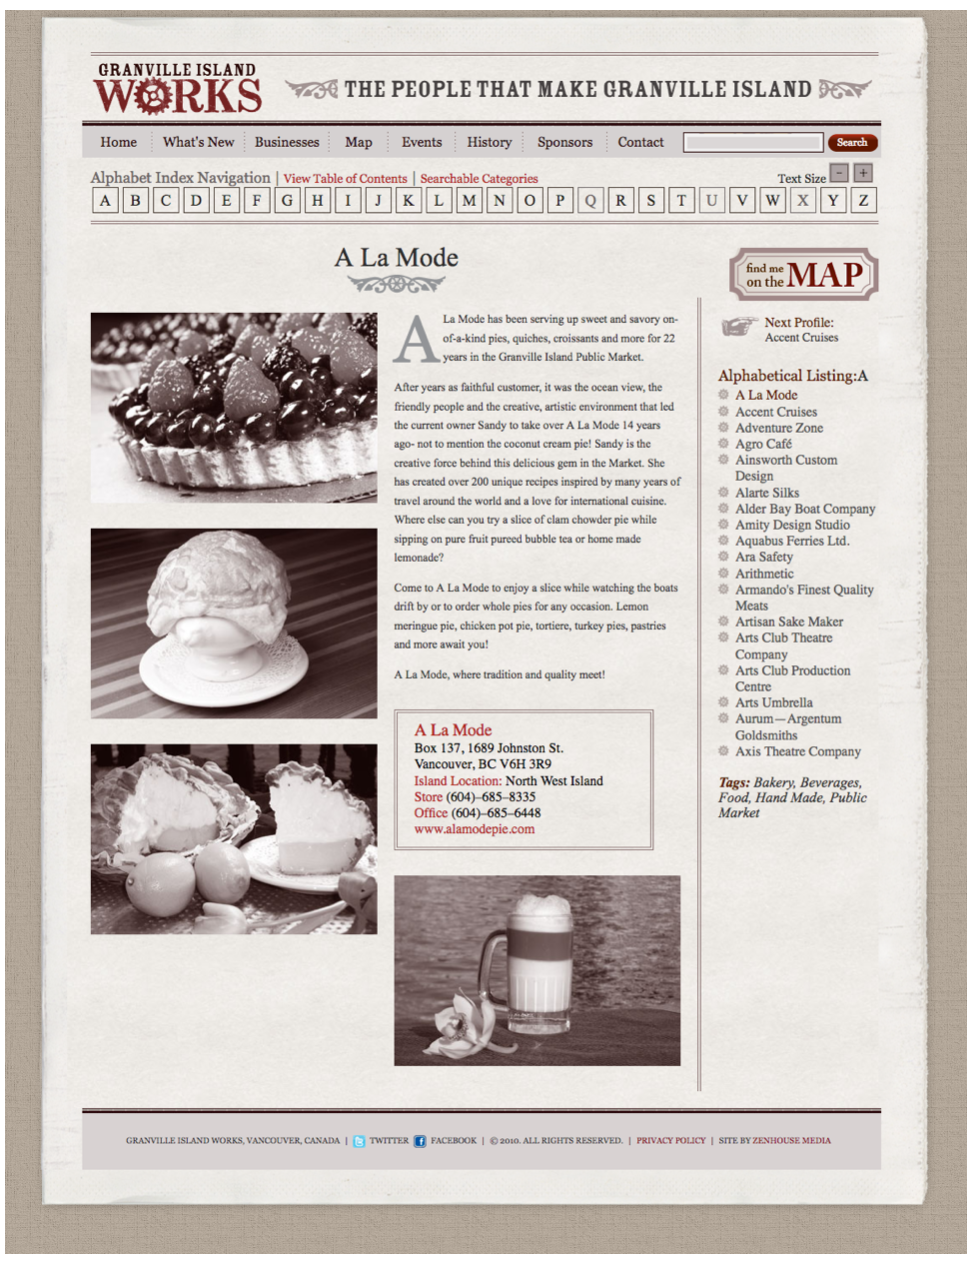 GRANVILLE ISLAND
WORKS
THE PEOPLE THAT MAKE GRANVILLE ISLAND
Home What's New Businesses Map Events History Sponsors Contact Search
Alphabet Index Navigation | View Table of Contents | Searchable Categories Text Size - +
A B C D E F G H I J K L M N O P Q R S T U V W X Y Z
A La Mode
A La Mode has been serving up sweet and savory on-
of-a-kind pies, quiches, croissants and more for 22
years in the Granville Island Public Market.
After years as faithful customer, it was the ocean view, the
friendly people and the creative, artistic environment that led
the current owner Sandy to take over A La Mode 14 years
ago- not to mention the coconut cream pie! Sandy is the
creative force behind this delicious gem in the Market. She
has created over 200 unique recipes inspired by many years of
travel around the world and a love for international cuisine.
Where else can you try a slice of clam chowder pie while
sipping on pure fruit pureed bubble tea or home made
lemonade?
Come to A La Mode to enjoy a slice while watching the boats
drift by or to order whole pies for any occasion. Lemon
meringue pie, chicken pot pie, tortiere, turkey pies, pastries
and more await you!
A La Mode, where tradition and quality meet!
A La Mode
Box 137, 1689 Johnston St.
Vancouver, BC V6H 3R9
Island Location: North West Island
Store (604)–685–8335
Office (604)–685–6448
www.alamodepie.com
find me
on the MAP
Next Profile:
Accent Cruises
Alphabetical Listing:A
A La Mode
Accent Cruises
Adventure Zone
Agro Café
Ainsworth Custom
Design
Alarte Silks
Alder Bay Boat Company
Amity Design Studio
Aquabus Ferries Ltd.
Ara Safety
Arithmetic
Armando's Finest Quality
Meats
Artisan Sake Maker
Arts Club Theatre
Company
Arts Club Production
Centre
Arts Umbrella
Aurum—Argentum
Goldsmiths
Axis Theatre Company
Tags: Bakery, Beverages,
Food, Hand Made, Public
Market
GRANVILLE ISLAND WORKS, VANCOUVER, CANADA | TWITTER FACEBOOK | © 2010. ALL RIGHTS RESERVED. | PRIVACY POLICY | SITE BY ZENHOUSE MEDIA